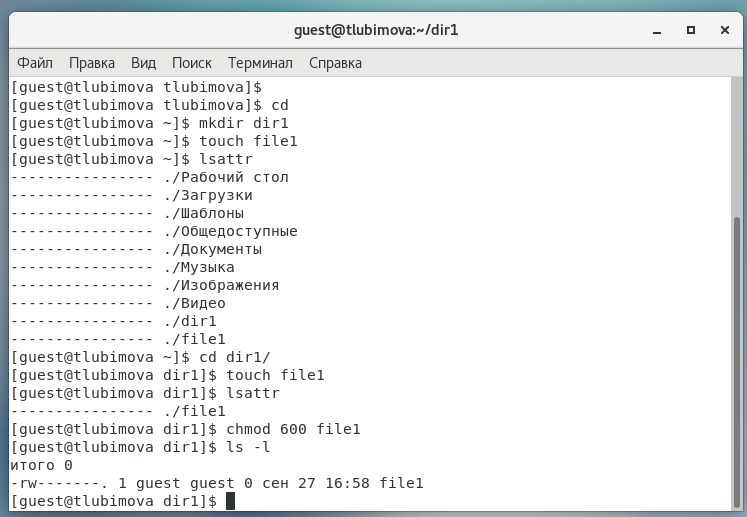 guest@tlubimova:~/dir1
Файл Правка Вид Поиск Терминал Справка
[guest@tlubimova tlubimova]$
[guest@tlubimova tlubimova]$ cd
[guest@tlubimova ~]$ mkdir dir1
[guest@tlubimova ~]$ touch file1
[guest@tlubimova ~]$ lsattr
---------------- ./Рабочий стол
---------------- ./Загрузки
---------------- ./Шаблоны
---------------- ./Общедоступные
---------------- ./Документы
---------------- ./Музыка
---------------- ./Изображения
---------------- ./Видео
---------------- ./dir1
---------------- ./file1
[guest@tlubimova ~]$ cd dir1/
[guest@tlubimova dir1]$ touch file1
[guest@tlubimova dir1]$ lsattr
---------------- ./file1
[guest@tlubimova dir1]$ chmod 600 file1
[guest@tlubimova dir1]$ ls -l
итого 0
-rw-------. 1 guest guest 0 сен 27 16:58 file1
[guest@tlubimova dir1]$